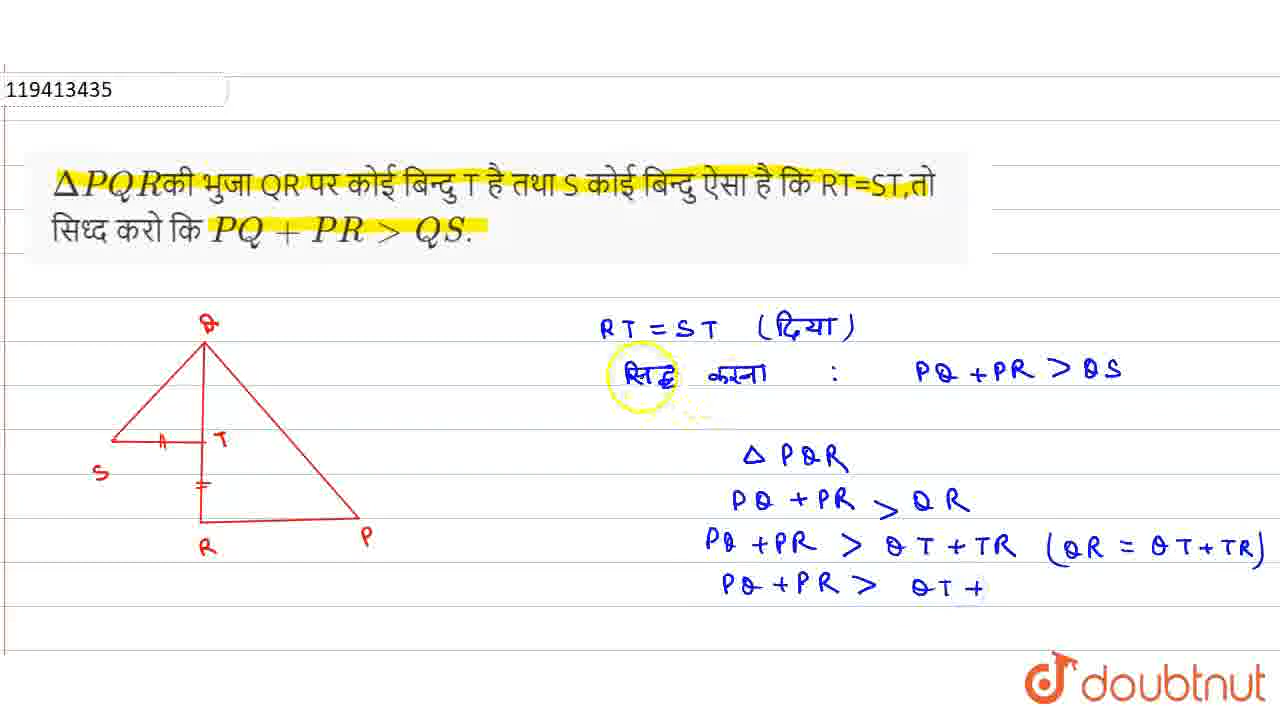 119413435
ΔPQRकी भुजा QR पर कोई बिन्दु T है तथा S कोई बिन्दु ऐसा है कि RT=ST,तो
सिध्द करो कि PQ + PR > QS.
Q
S
T
R
P
RT = ST (दिया)
सिद्ध करना : PQ + PR > QS
Δ PQR
PQ + PR > QR
PQ + PR > QT + TR (QR = QT + TR)
PQ + PR > QT +
doubtnut